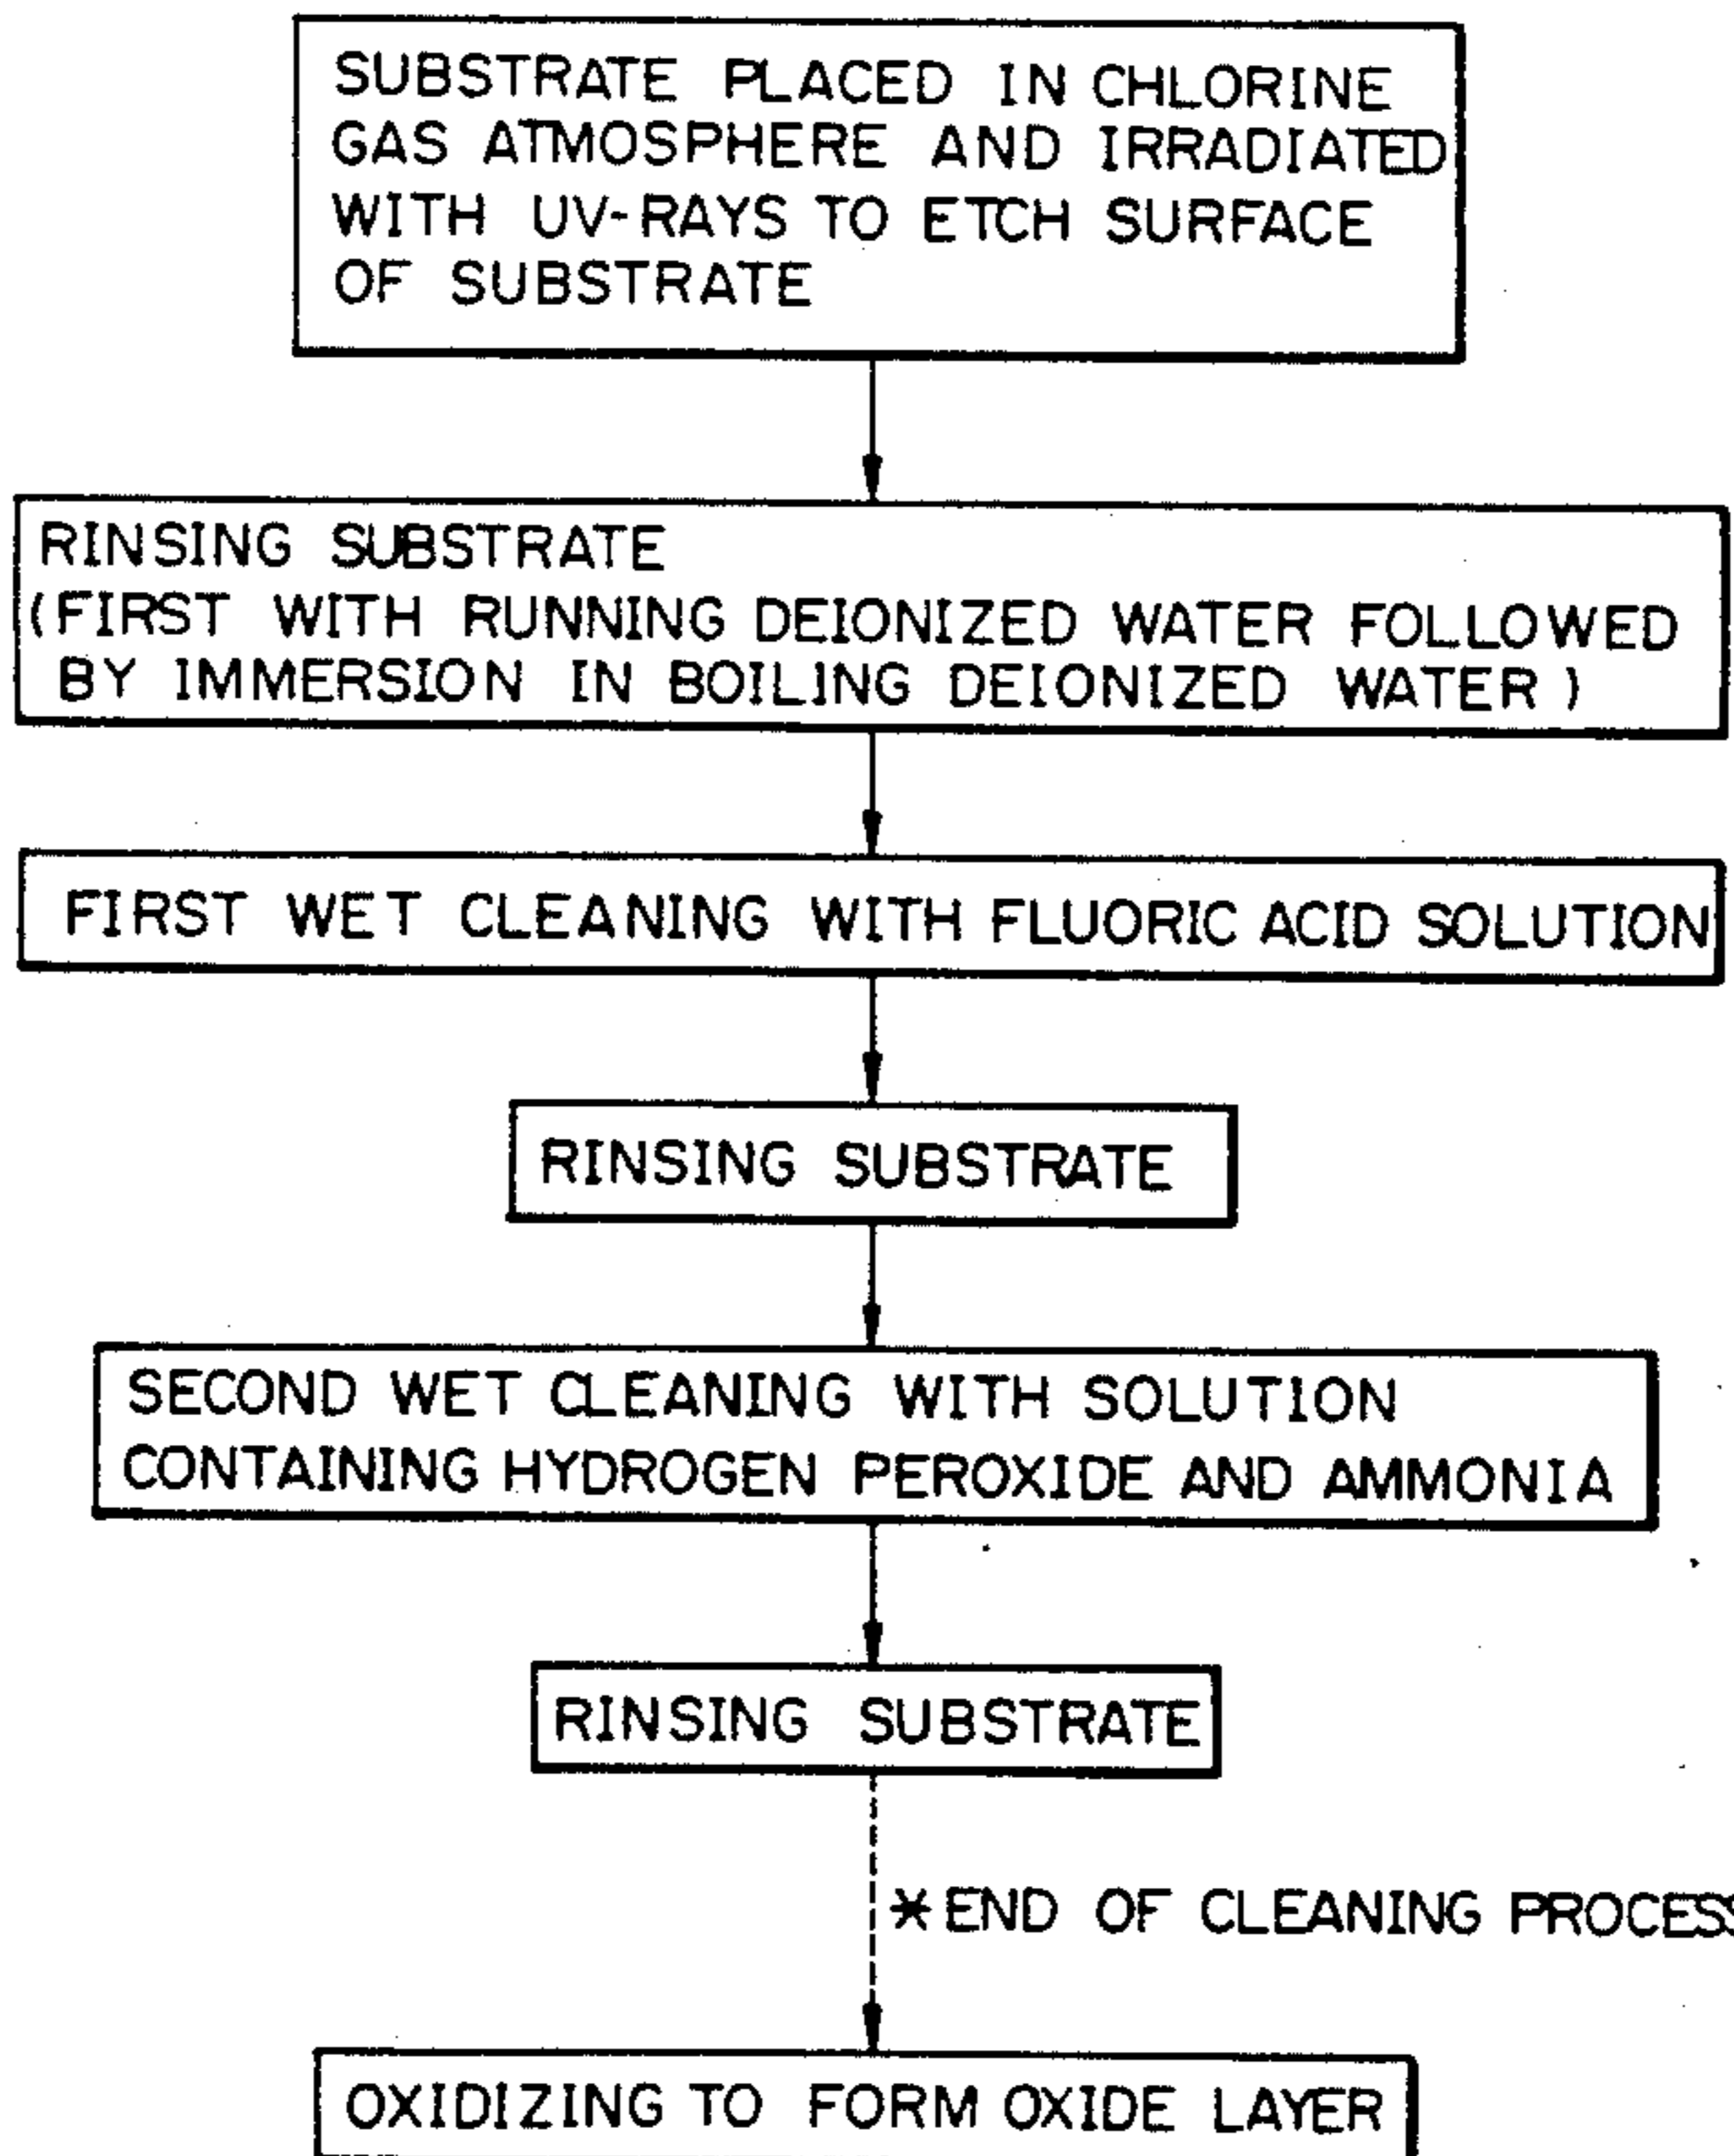 SUBSTRATE PLACED IN CHLORINE
GAS ATMOSPHERE AND IRRADIATED
WITH UV-RAYS TO ETCH SURFACE
OF SUBSTRATE
RINSING SUBSTRATE
(FIRST WITH RUNNING DEIONIZED WATER FOLLOWED
BY IMMERSION IN BOILING DEIONIZED WATER)
FIRST WET CLEANING WITH FLUORIC ACID SOLUTION
RINSING SUBSTRATE
SECOND WET CLEANING WITH SOLUTION
CONTAINING HYDROGEN PEROXIDE AND AMMONIA
RINSING SUBSTRATE
*END OF CLEANING PROCESS
OXIDIZING TO FORM OXIDE LAYER